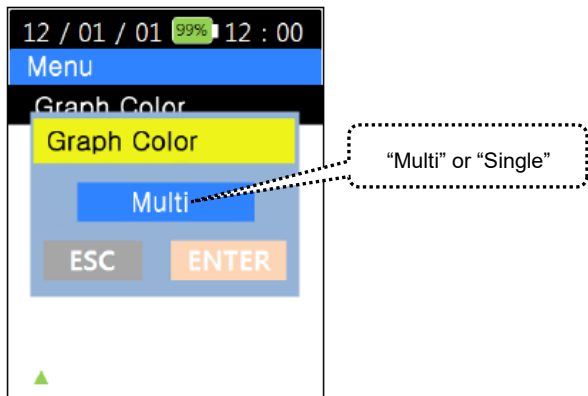 12 / 01 / 01 99% 12 : 00
Menu
Graph Color
Graph Color
Multi
ESC ENTER
“Multi” or “Single”